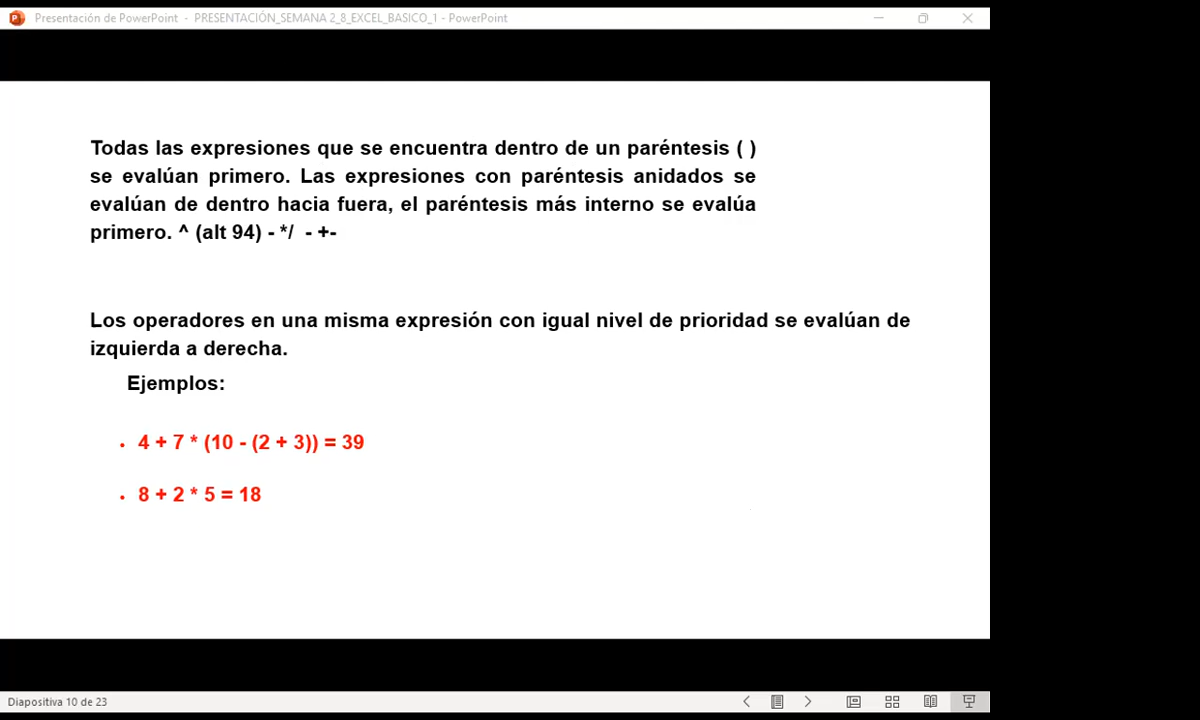 Presentación de PowerPoint - PRESENTACIÓN_SEMANA 2_8_EXCEL_BASICO_1 - PowerPoint
Todas las expresiones que se encuentra dentro de un paréntesis ( )
se evalúan primero. Las expresiones con paréntesis anidados se
evalúan de dentro hacia fuera, el paréntesis más interno se evalúa
primero. ^ (alt 94) - */ - +-
Los operadores en una misma expresión con igual nivel de prioridad se evalúan de
izquierda a derecha.
Ejemplos:
• 4 + 7 * (10 - (2 + 3)) = 39
• 8 + 2 * 5 = 18
Diapositiva 10 de 23